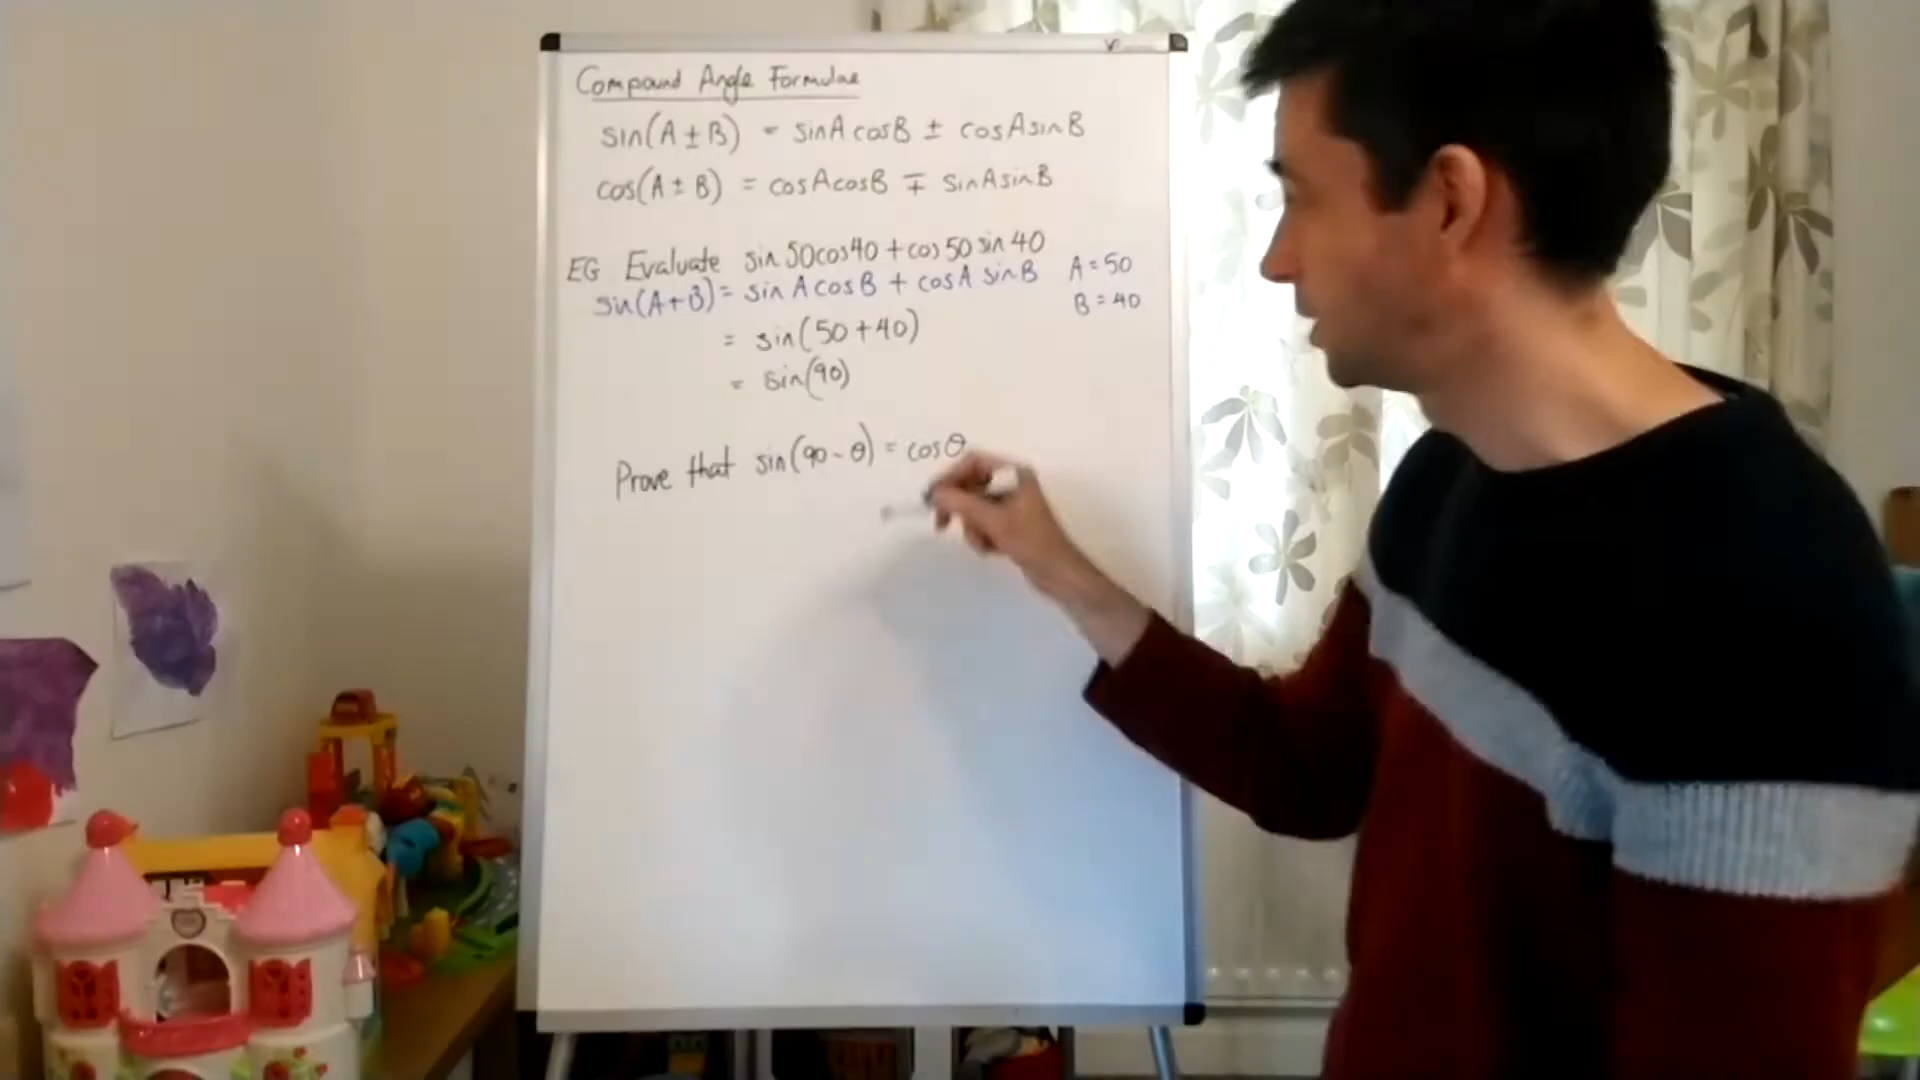 Compound Angle Formulae
sin(A ± B) = sinA cosB ± cosA sinB
cos(A ± B) = cosA cosB ∓ sinA sinB
EG Evaluate sin 50 cos 40 + cos 50 sin 40
sin(A+B) = sin A cos B + cos A sin B
A = 50
B = 40
= sin(50 + 40)
= sin(90)
Prove that sin(90 - θ) = cos θ